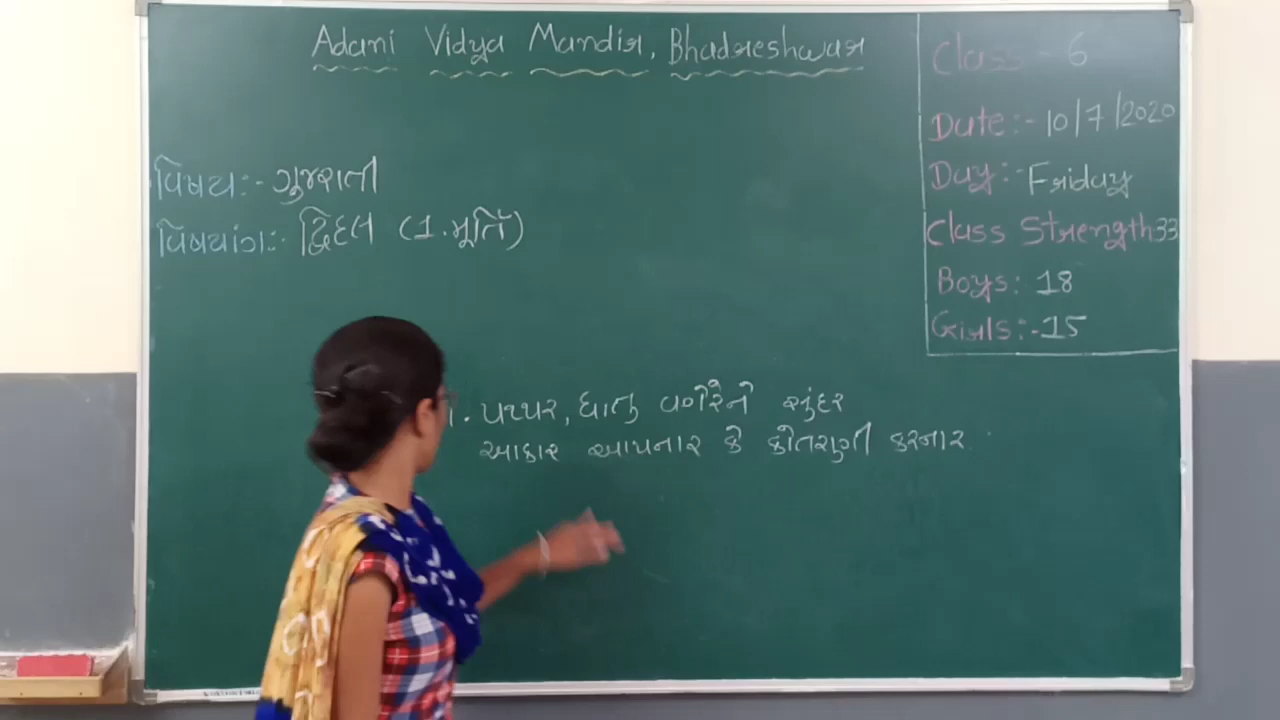 Adani Vidya Mandir, Bhadreshwar
Class - 6
Date:- 10/7/2020
Day:- Friday
Class Strength 33
Boys: 18
Girls:- 15
વિષય:- ગુજરાતી
વિષયાંગ:- દ્વિદલ (1. મૂર્તિ)
1. પથ્થર, ધાતુ વગેરેને સુંદર
આકાર આપનાર કે કોતરણી કરનાર